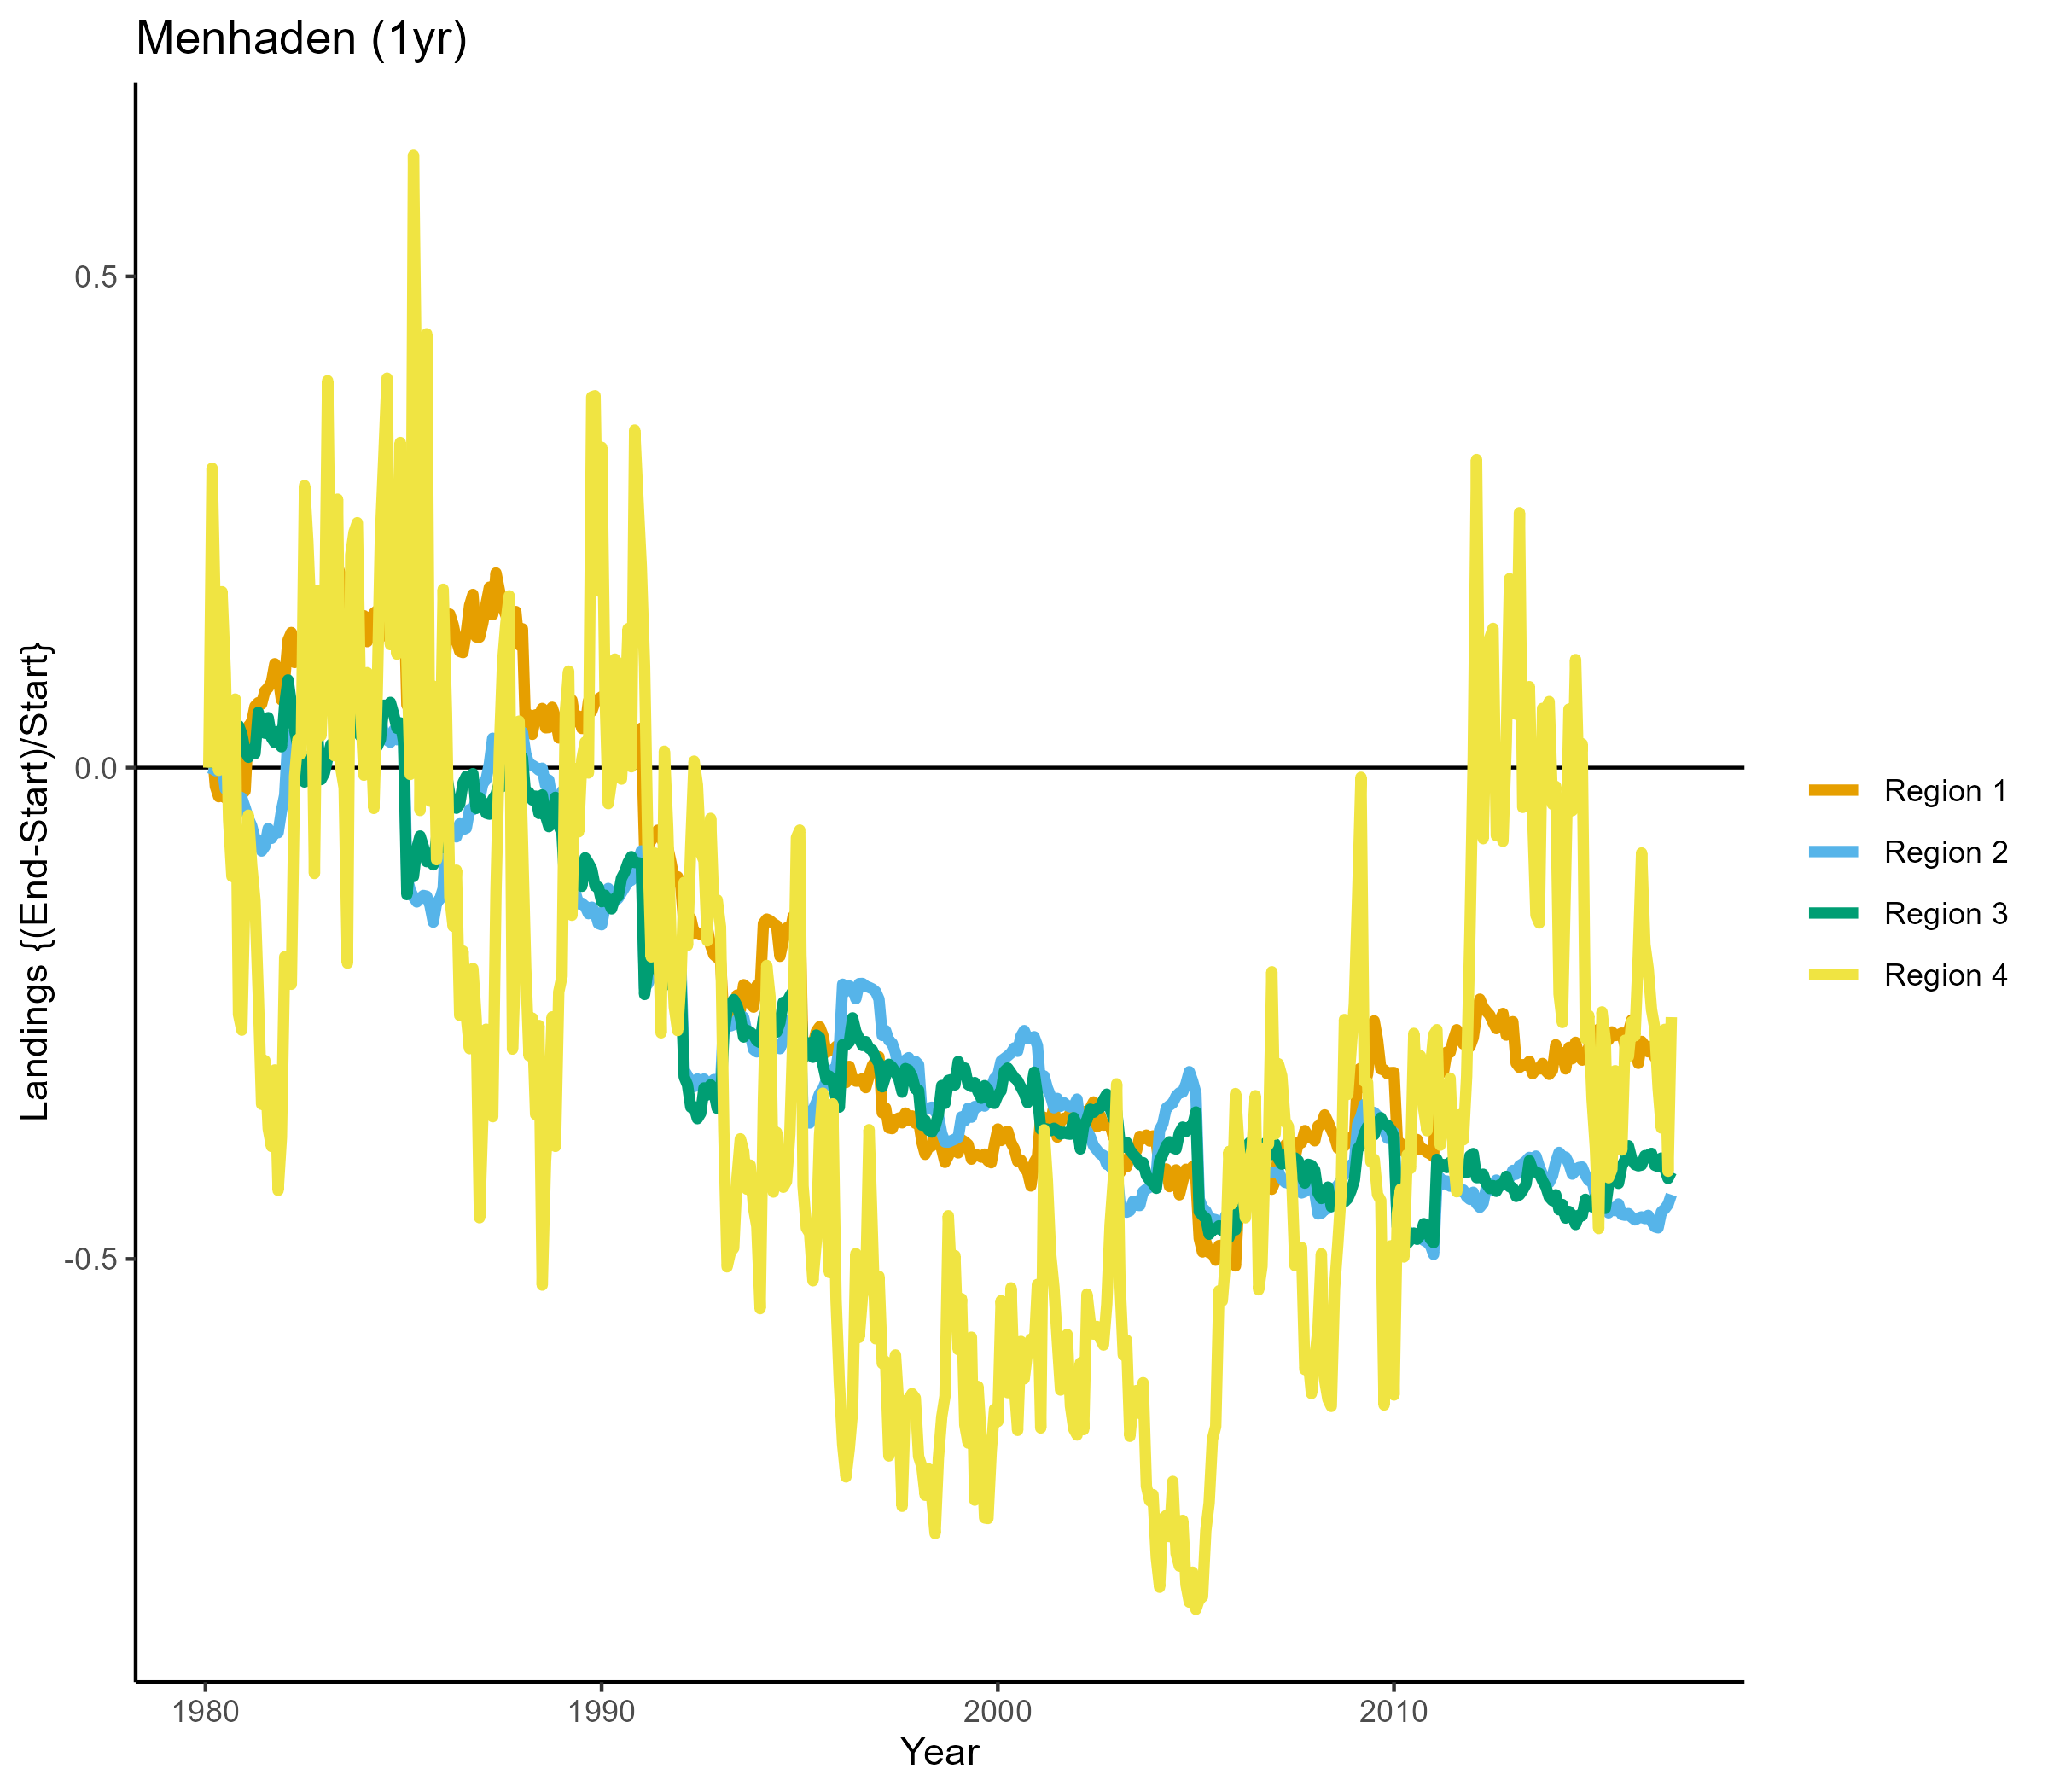 Menhaden (1yr)
Landings {(End-Start)/Start}
0.5
0.0
-0.5
1980
1990
2000
2010
Year
Region 1
Region 2
Region 3
Region 4